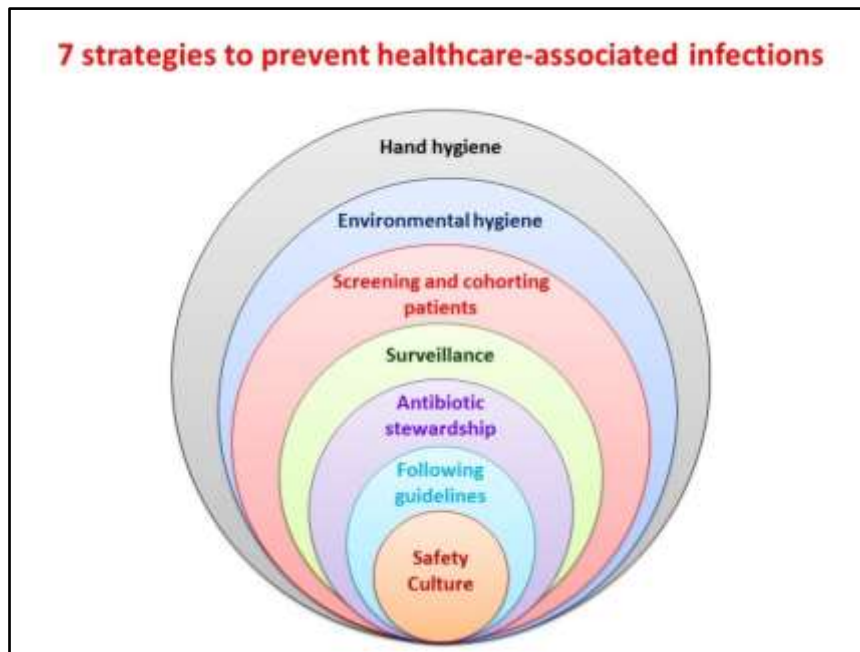 7 strategies to prevent healthcare-associated infections
Hand hygiene
Environmental hygiene
Screening and cohorting
patients
Surveillance
Antibiotic
stewardship
Following
guidelines
Safety
Culture